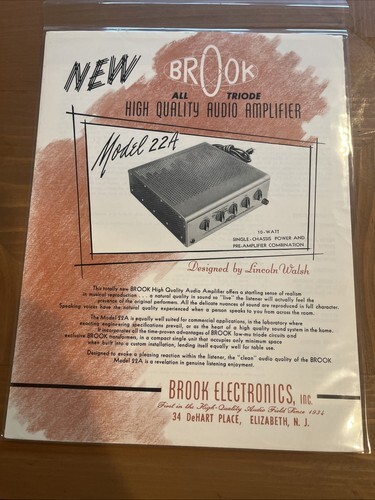 NEW
BROOK
ALL TRIODE
HIGH QUALITY AUDIO AMPLIFIER
Model 22A
10-WATT
SINGLE-CHASSIS POWER AND
PRE-AMPLIFIER COMBINATION
Designed by Lincoln Walsh
This totally new BROOK High Quality Audio Amplifier offers a startling sense of realism
in musical reproduction . . . a natural quality in sound so "live" the listener will actually feel the
presence of the original performers. All the delicate nuances of sound are reproduced in full character.
Speaking voices have the natural quality experienced when a person speaks to you from across the room.
The Model 22A is equally well suited for commercial applications, in the laboratory where
exacting engineering specifications prevail, or as the heart of a high quality sound system in the home.
It incorporates all the time-proven advantages of BROOK low-mu triode circuits and
exclusive BROOK transformers, in a compact single unit that occupies only minimum space
when built into a custom installation, lending itself equally well for table use.
Designed to evoke a pleasing reaction within the listener, the "clean" audio quality of the BROOK
Model 22A is a revelation in genuine listening enjoyment.
BROOK ELECTRONICS, INC.
First in the High-Quality Audio Field Since 1934
34 DeHART PLACE, ELIZABETH, N. J.